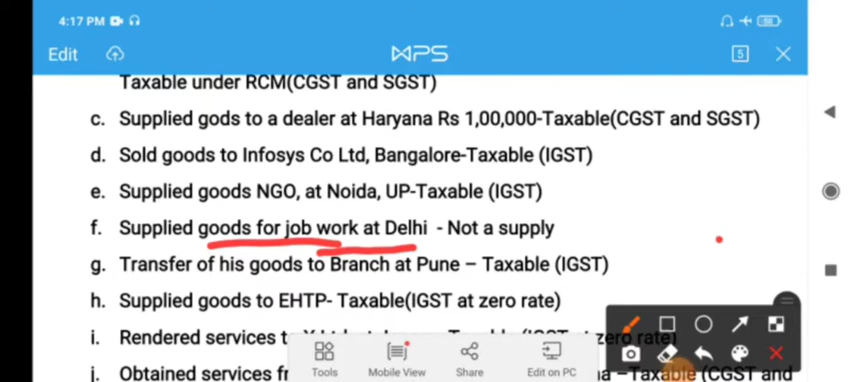 4:17 PM
Edit
WPS
5
Taxable under RCM(CGST and SGST)
c. Supplied gods to a dealer at Haryana Rs 1,00,000-Taxable(CGST and SGST)
d. Sold goods to Infosys Co Ltd, Bangalore-Taxable (IGST)
e. Supplied goods NGO, at Noida, UP-Taxable (IGST)
f. Supplied goods for job work at Delhi - Not a supply
g. Transfer of his goods to Branch at Pune – Taxable (IGST)
h. Supplied goods to EHTP- Taxable(IGST at zero rate)
i. Rendered services t zero rate)
j. Obtained services f – Taxable (CGST and
Tools
Mobile View
Share
Edit on PC